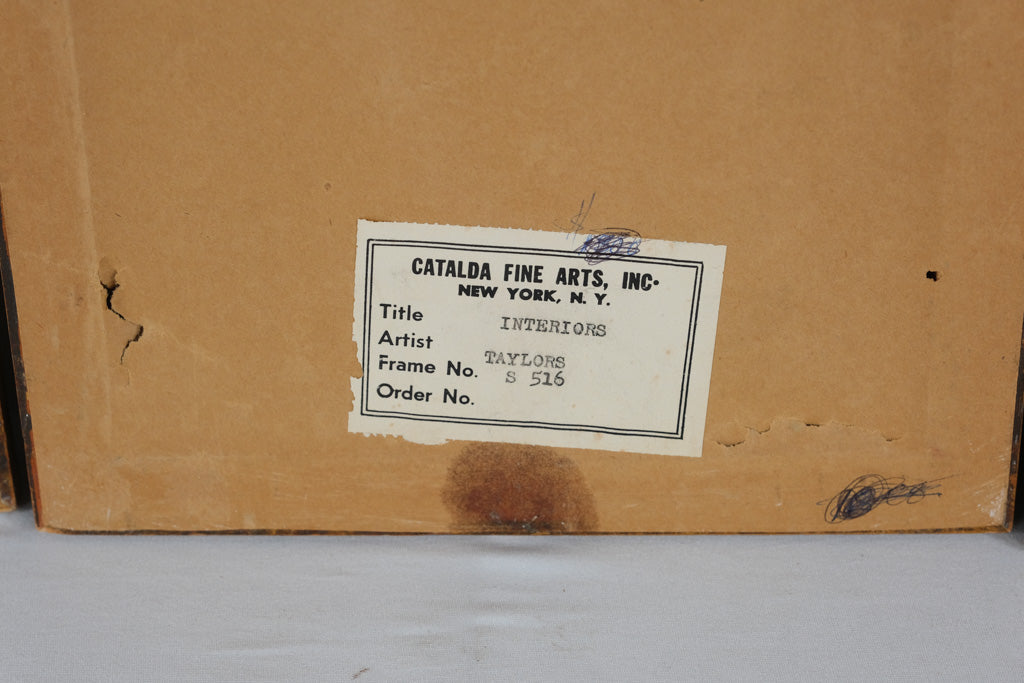 CATALDA FINE ARTS, INC.
NEW YORK, N. Y.
Title INTERIORS
Artist TAYLORS
Frame No. S 516
Order No.